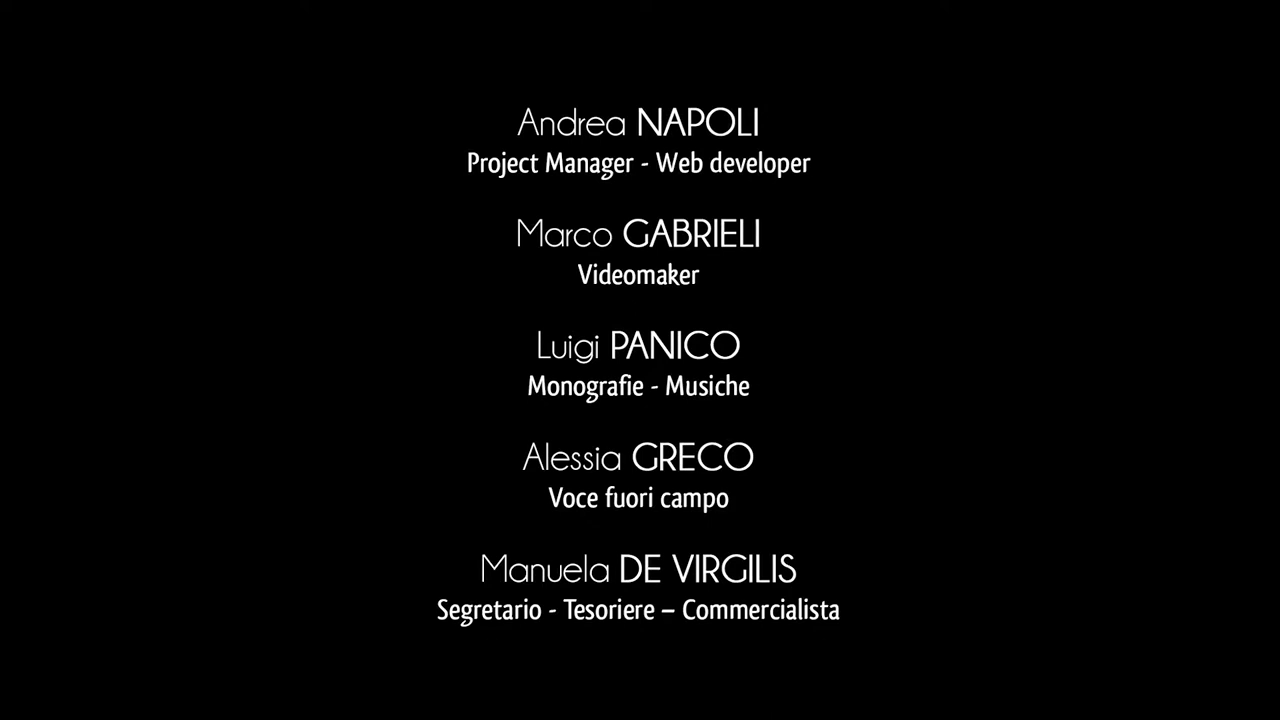 Andrea NAPOLI
Project Manager - Web developer
Marco GABRIELI
Videomaker
Luigi PANICO
Monografie - Musiche
Alessia GRECO
Voce fuori campo
Manuela DE VIRGILIS
Segretario - Tesoriere – Commercialista